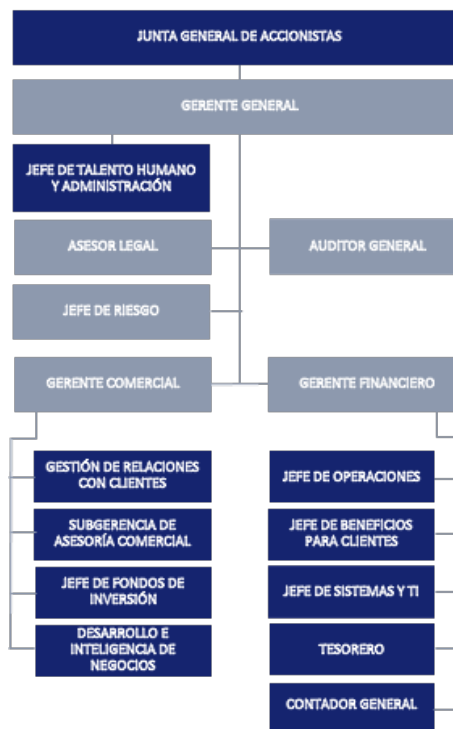 JUNTA GENERAL DE ACCIONISTAS
GERENTE GENERAL
JEFE DE TALENTO HUMANO
Y ADMINISTRACIÓN
ASESOR LEGAL
AUDITOR GENERAL
JEFE DE RIESGO
GERENTE COMERCIAL
GERENTE FINANCIERO
GESTIÓN DE RELACIONES
CON CLIENTES
SUBGERENCIA DE
ASESORÍA COMERCIAL
JEFE DE FONDOS DE
INVERSIÓN
DESARROLLO E
INTELIGENCIA DE
NEGOCIOS
JEFE DE OPERACIONES
JEFE DE BENEFICIOS
PARA CLIENTES
JEFE DE SISTEMAS Y TI
TESORERO
CONTADOR GENERAL